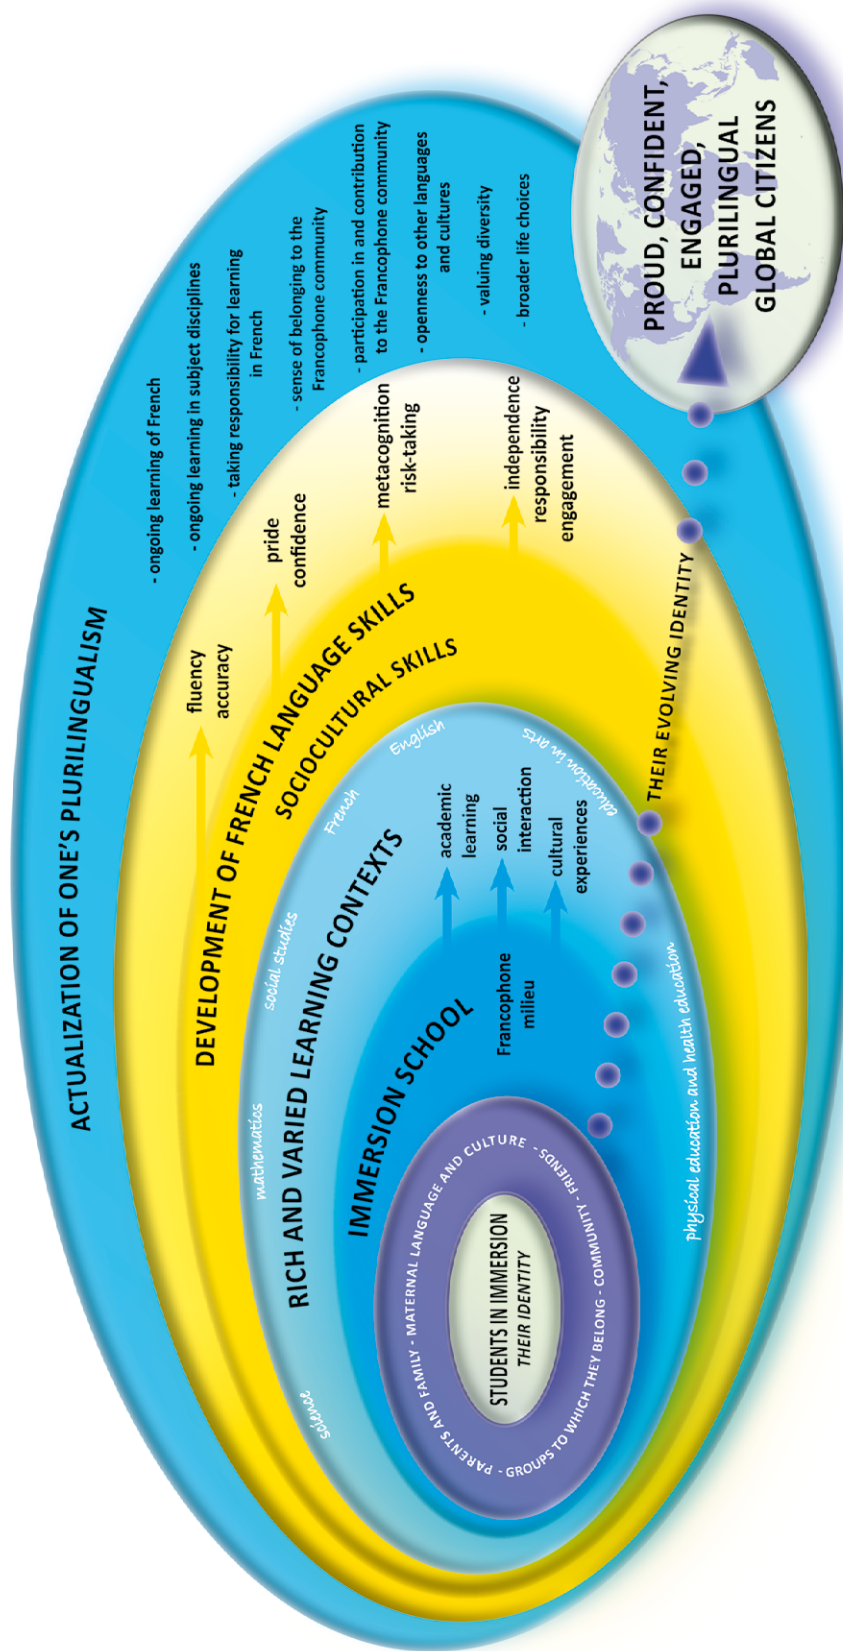 ACTUALIZATION OF ONE'S PLURILINGUALISM
- ongoing learning of French
- ongoing learning in subject disciplines
- taking responsibility for learning
in French
- sense of belonging to the
Francophone community
- participation in and contribution
to the Francophone community
- openness to other languages
and cultures
- valuing diversity
- broader life choices
DEVELOPMENT OF FRENCH LANGUAGE SKILLS
SOCIOCULTURAL SKILLS
fluency
accuracy
pride
confidence
metacognition
risk-taking
independence
responsibility
engagement
RICH AND VARIED LEARNING CONTEXTS
science
mathematics
social studies
French
English
education in arts
physical education and health education
academic
learning
social
interaction
cultural
experiences
IMMERSION SCHOOL
Francophone
milieu
PARENTS AND FAMILY - MATERNAL LANGUAGE AND CULTURE - FRIENDS - COMMUNITY - GROUPS TO WHICH THEY BELONG -
STUDENTS IN IMMERSION
THEIR IDENTITY
THEIR EVOLVING IDENTITY
PROUD, CONFIDENT,
ENGAGED,
PLURILINGUAL
GLOBAL CITIZENS